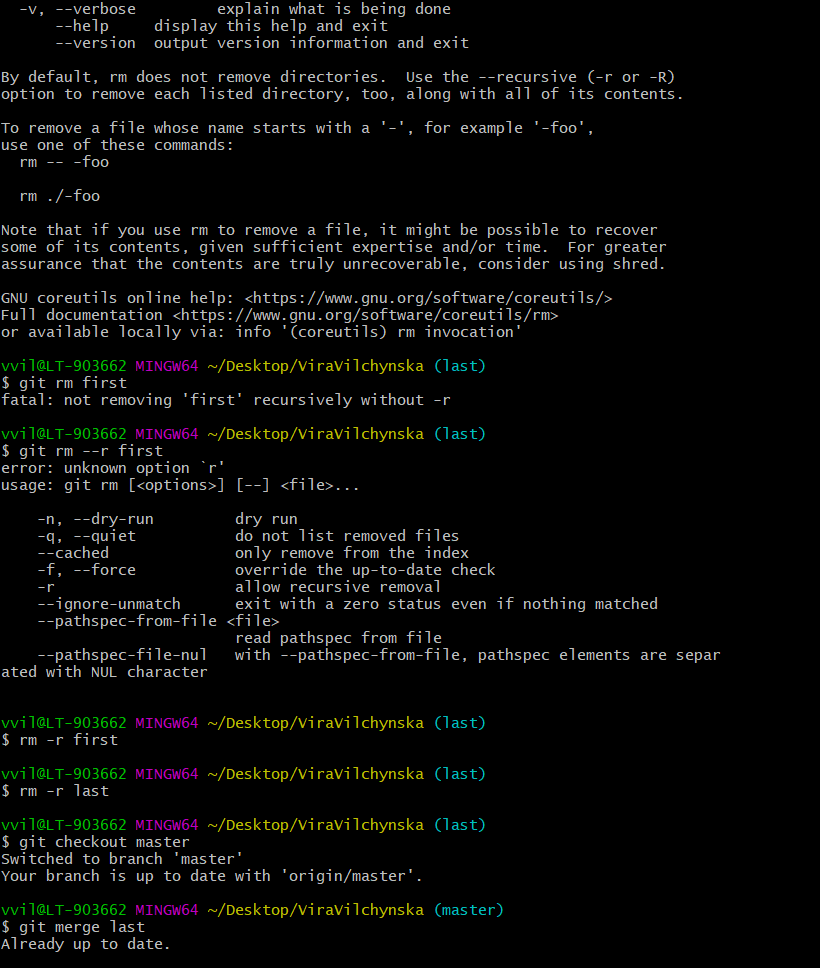 -v, --verbose         explain what is being done
      --help     display this help and exit
      --version  output version information and exit
By default, rm does not remove directories.  Use the --recursive (-r or -R)
option to remove each listed directory, too, along with all of its contents.
To remove a file whose name starts with a '-', for example '-foo',
use one of these commands:
  rm -- -foo
  rm ./-foo
Note that if you use rm to remove a file, it might be possible to recover
some of its contents, given sufficient expertise and/or time.  For greater
assurance that the contents are truly unrecoverable, consider using shred.
GNU coreutils online help: <https://www.gnu.org/software/coreutils/>
Full documentation <https://www.gnu.org/software/coreutils/rm>
or available locally via: info '(coreutils) rm invocation'
vvil@LT-903662 MINGW64 ~/Desktop/ViraVilchynska (last)
$ git rm first
fatal: not removing 'first' recursively without -r
vvil@LT-903662 MINGW64 ~/Desktop/ViraVilchynska (last)
$ git rm --r first
error: unknown option `r'
usage: git rm [<options>] [--] <file>...
    -n, --dry-run         dry run
    -q, --quiet           do not list removed files
    --cached              only remove from the index
    -f, --force           override the up-to-date check
    -r                    allow recursive removal
    --ignore-unmatch      exit with a zero status even if nothing matched
    --pathspec-from-file <file>
                          read pathspec from file
    --pathspec-file-nul   with --pathspec-from-file, pathspec elements are separ
ated with NUL character
vvil@LT-903662 MINGW64 ~/Desktop/ViraVilchynska (last)
$ rm -r first
vvil@LT-903662 MINGW64 ~/Desktop/ViraVilchynska (last)
$ rm -r last
vvil@LT-903662 MINGW64 ~/Desktop/ViraVilchynska (last)
$ git checkout master
Switched to branch 'master'
Your branch is up to date with 'origin/master'.
vvil@LT-903662 MINGW64 ~/Desktop/ViraVilchynska (master)
$ git merge last
Already up to date.